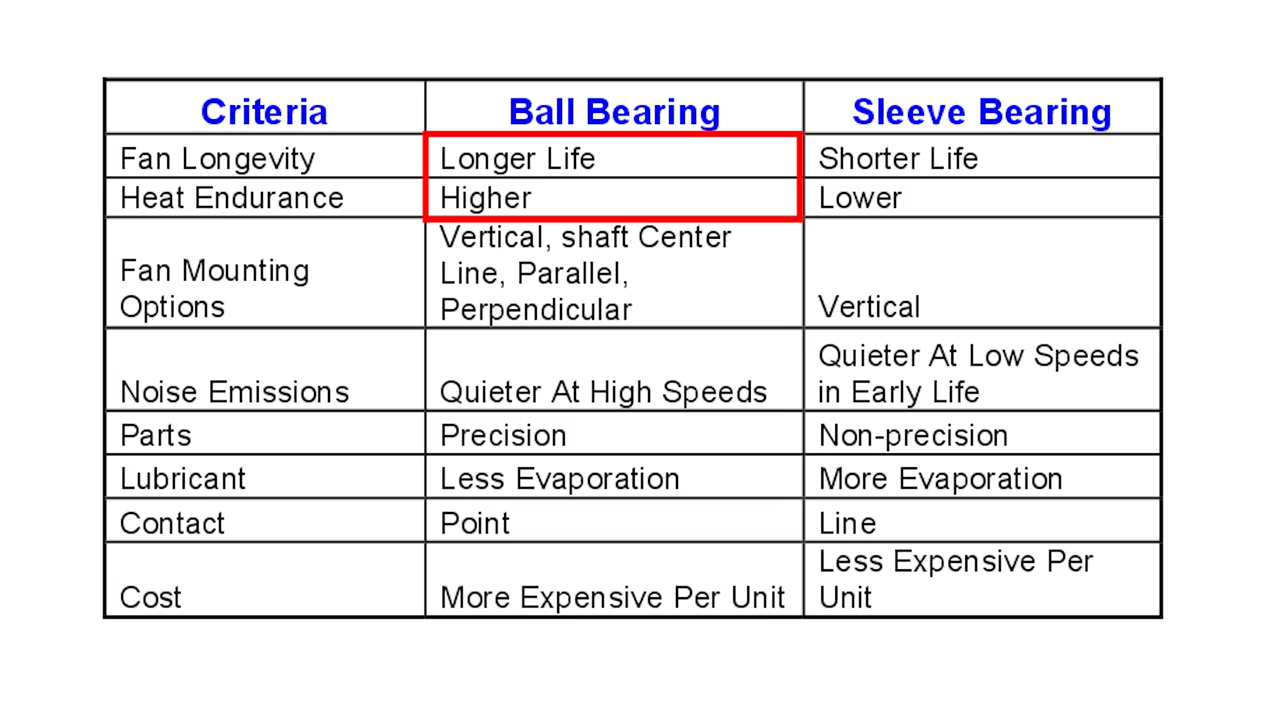 Criteria Ball Bearing Sleeve Bearing
Fan Longevity Longer Life Shorter Life
Heat Endurance Higher Lower
Fan Mounting Options Vertical, shaft Center Line, Parallel, Perpendicular Vertical
Noise Emissions Quieter At High Speeds Quieter At Low Speeds in Early Life
Parts Precision Non-precision
Lubricant Less Evaporation More Evaporation
Contact Point Line
Cost More Expensive Per Unit Less Expensive Per Unit